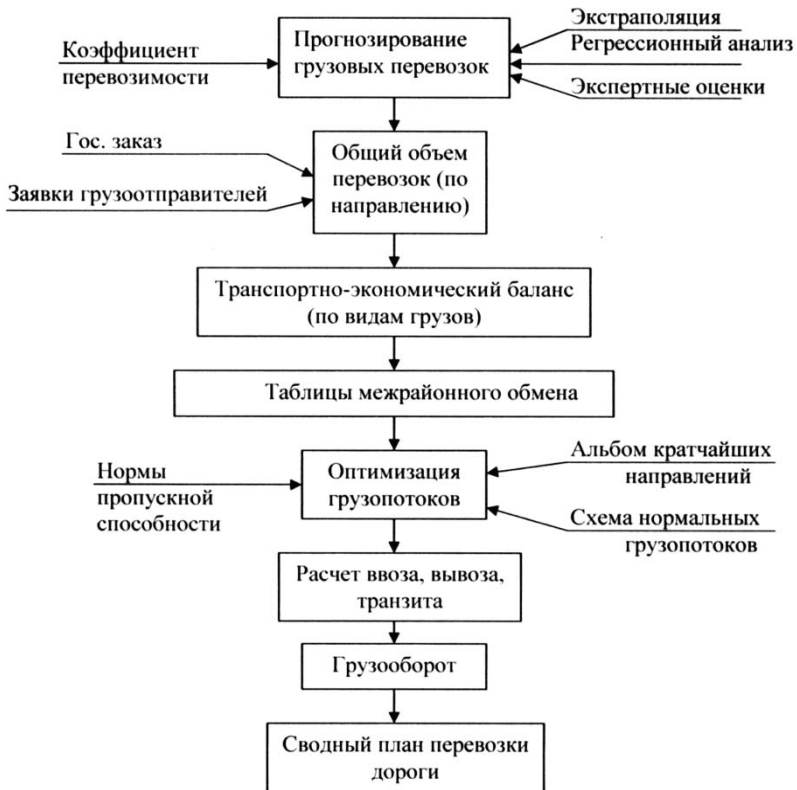 Экстраполяция
Прогнозирование
Регрессионный анализ
Коэффициент
грузовых перевозок
перевозимости
Экспертные оценки
Гос. заказ
Общий объем
перевозок (по
направлению)
Заявки грузоотправителей
Транспортно-экономический баланс
(по видам грузов)
Таблицы межрайонного обмена
Альбом кратчайших
направлений
Нормы
пропускной
способности
Оптимизация
грузопотоков
Схема нормальных
грузопотоков
Расчет ввоза, вывоза,
транзита
Грузооборот
Сводный план перевозки
дороги